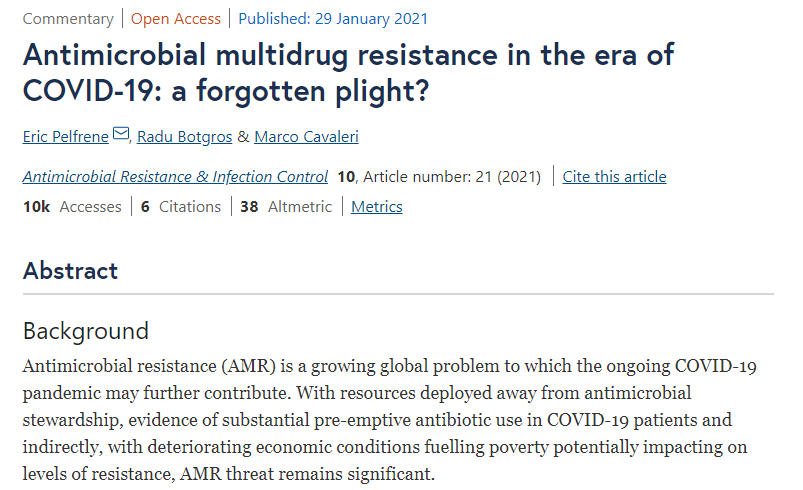 Commentary | Open Access | Published: 29 January 2021
Antimicrobial multidrug resistance in the era of
COVID-19: a forgotten plight?
Eric Pelfrene, Radu Botgros & Marco Cavaleri
Antimicrobial Resistance & Infection Control 10, Article number: 21 (2021) | Cite this article
10k Accesses | 6 Citations | 38 Altmetric | Metrics
Abstract
Background
Antimicrobial resistance (AMR) is a growing global problem to which the ongoing COVID-19
pandemic may further contribute. With resources deployed away from antimicrobial
stewardship, evidence of substantial pre-emptive antibiotic use in COVID-19 patients and
indirectly, with deteriorating economic conditions fuelling poverty potentially impacting on
levels of resistance, AMR threat remains significant.